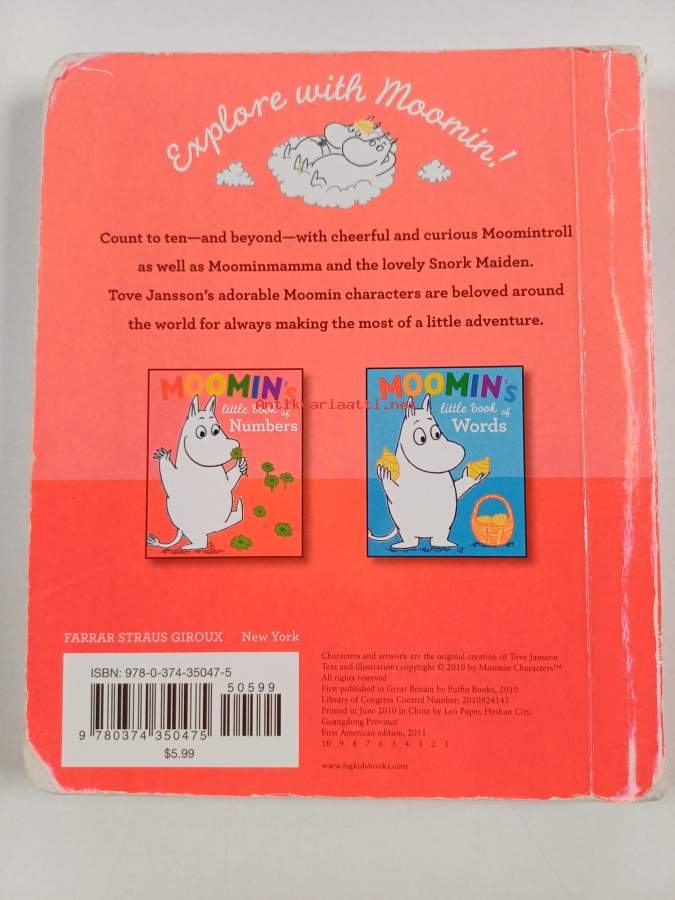 Explore with Moomin!
Count to ten—and beyond—with cheerful and curious Moomintroll
as well as Moominmamma and the lovely Snork Maiden.
Tove Jansson's adorable Moomin characters are beloved around
the world for always making the most of a little adventure.
MOOMIN's
little book of
Numbers
MOOMIN's
little book of
Words
Antikvariaatti.net
FARRAR STRAUS GIROUX New York
ISBN: 978-0-374-35047-5
50599
9 780374 350475
$5.99
Characters and artwork are the original creation of Tove Jansson
Text and illustrations copyright © 2010 by Moomin Characters™
All rights reserved
First published in Great Britain by Puffin Books, 2010
Library of Congress Control Number: 2010924143
Printed in June 2010 in China by Leo Paper, Heshan City,
Guangdong Province
First American edition, 2011
10 9 8 7 6 5 4 3 2 1
www.fsgkidsbooks.com